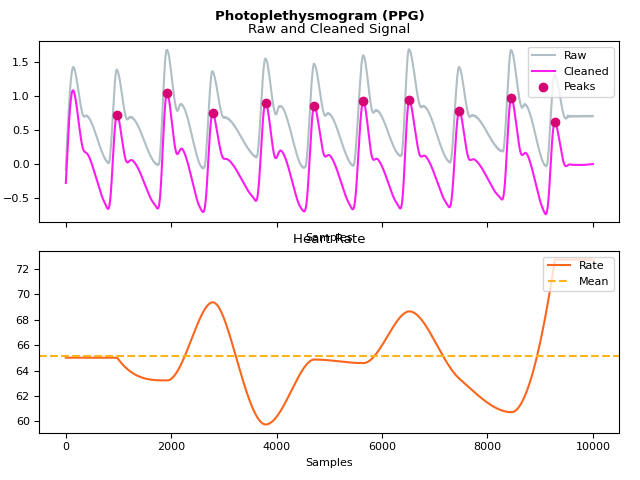 Photoplethysmogram (PPG)
Raw and Cleaned Signal
1.5
1.0
0.5
0.0
−0.5
Raw
Cleaned
Peaks
Samples
Heart Rate
72
70
68
66
64
62
60
Rate
Mean
0
2000
4000
6000
8000
10000
Samples